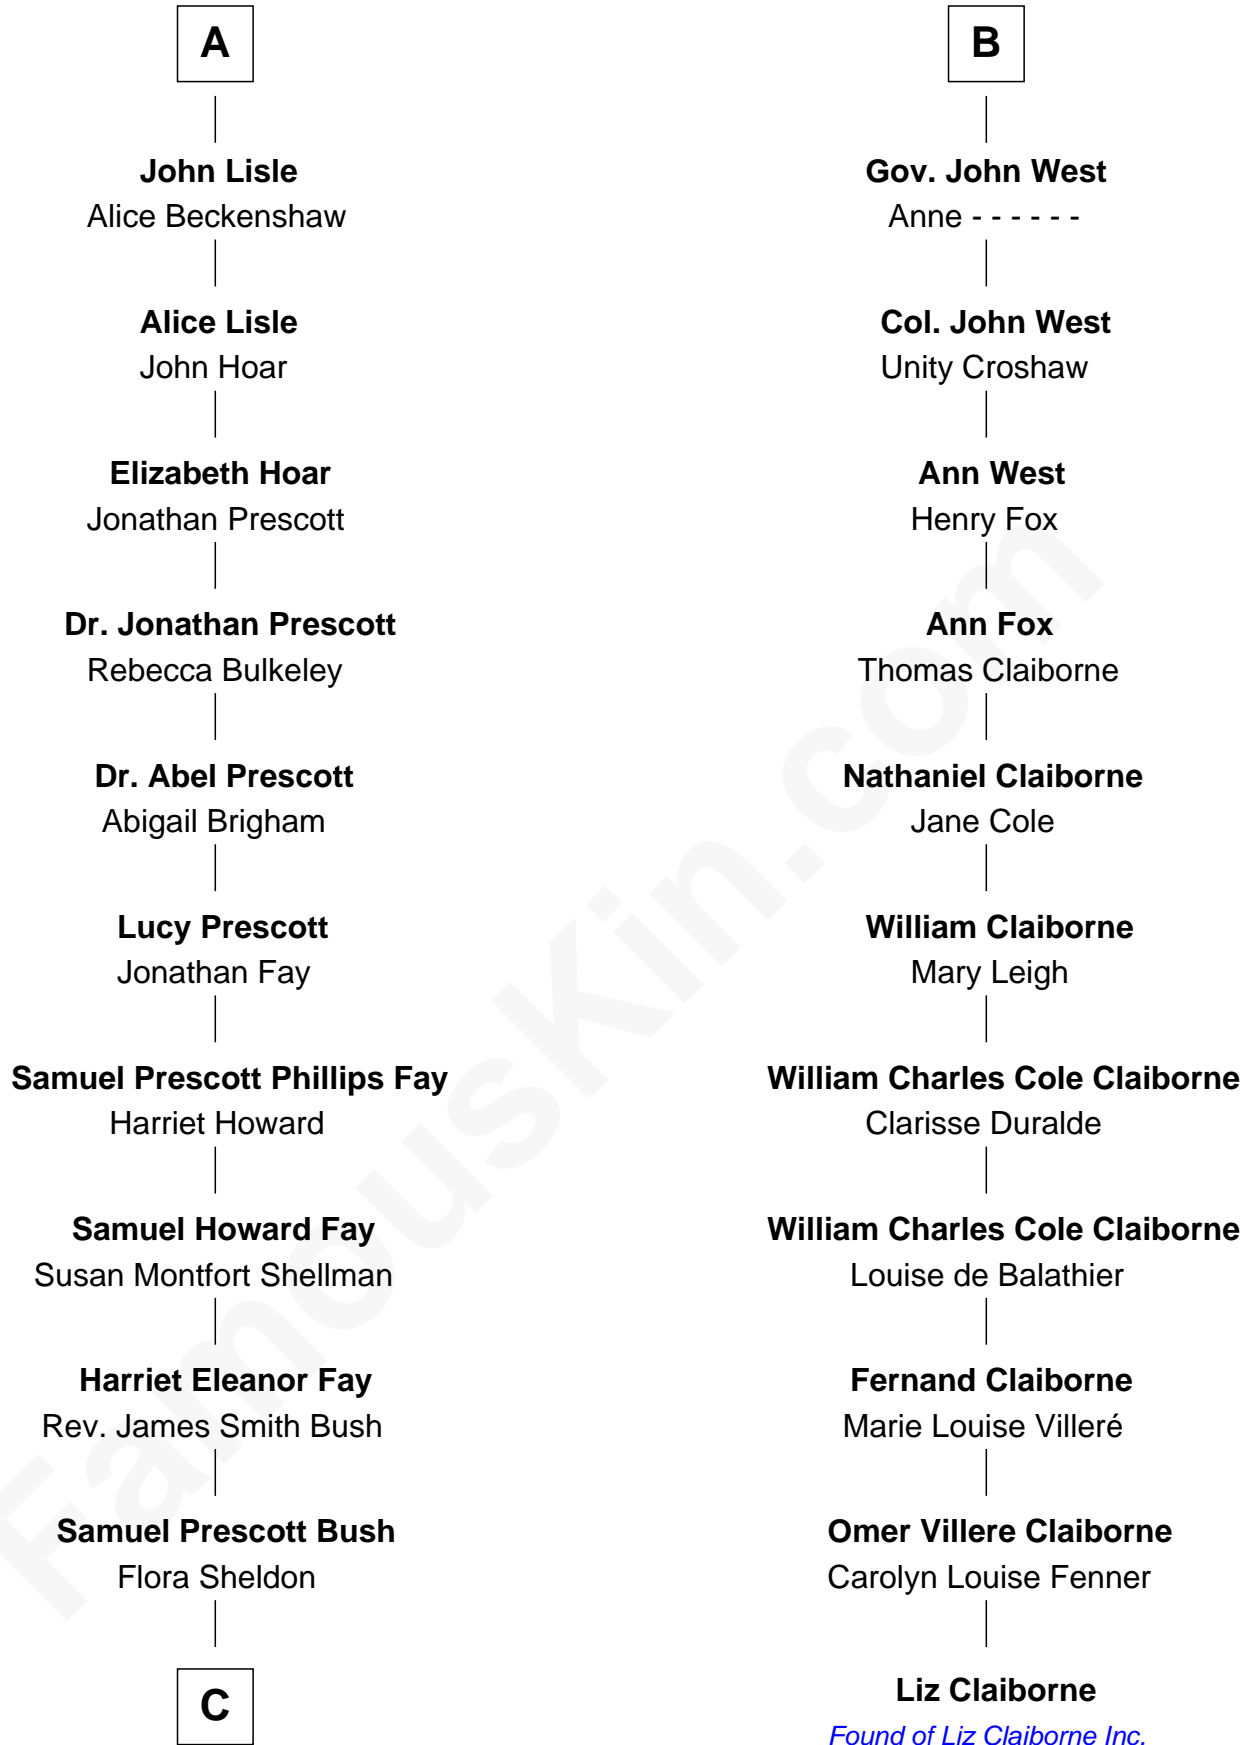 A
John Lisle
Alice Beckenshaw
Alice Lisle
John Hoar
Elizabeth Hoar
Jonathan Prescott
Dr. Jonathan Prescott
Rebecca Bulkeley
Dr. Abel Prescott
Abigail Brigham
Lucy Prescott
Jonathan Fay
Samuel Prescott Phillips Fay
Harriet Howard
Samuel Howard Fay
Susan Montfort Shellman
Harriet Eleanor Fay
Rev. James Smith Bush
Samuel Prescott Bush
Flora Sheldon
C
B
Gov. John West
Anne - - - - - -
Col. John West
Unity Croshaw
Ann West
Henry Fox
Ann Fox
Thomas Claiborne
Nathaniel Claiborne
Jane Cole
William Claiborne
Mary Leigh
William Charles Cole Claiborne
Clarisse Duralde
William Charles Cole Claiborne
Louise de Balathier
Fernand Claiborne
Marie Louise Villeré
Omer Villere Claiborne
Carolyn Louise Fenner
Liz Claiborne
Found of Liz Claiborne Inc.
FamousKin.com